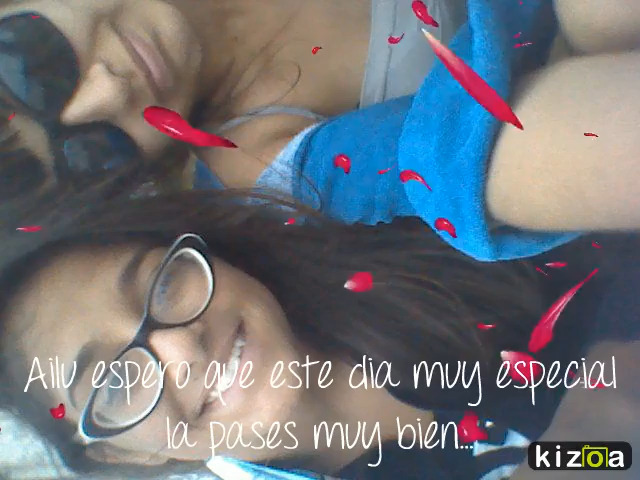 Ailu espero que este dia muy especial
la pases muy bien...
kizoa